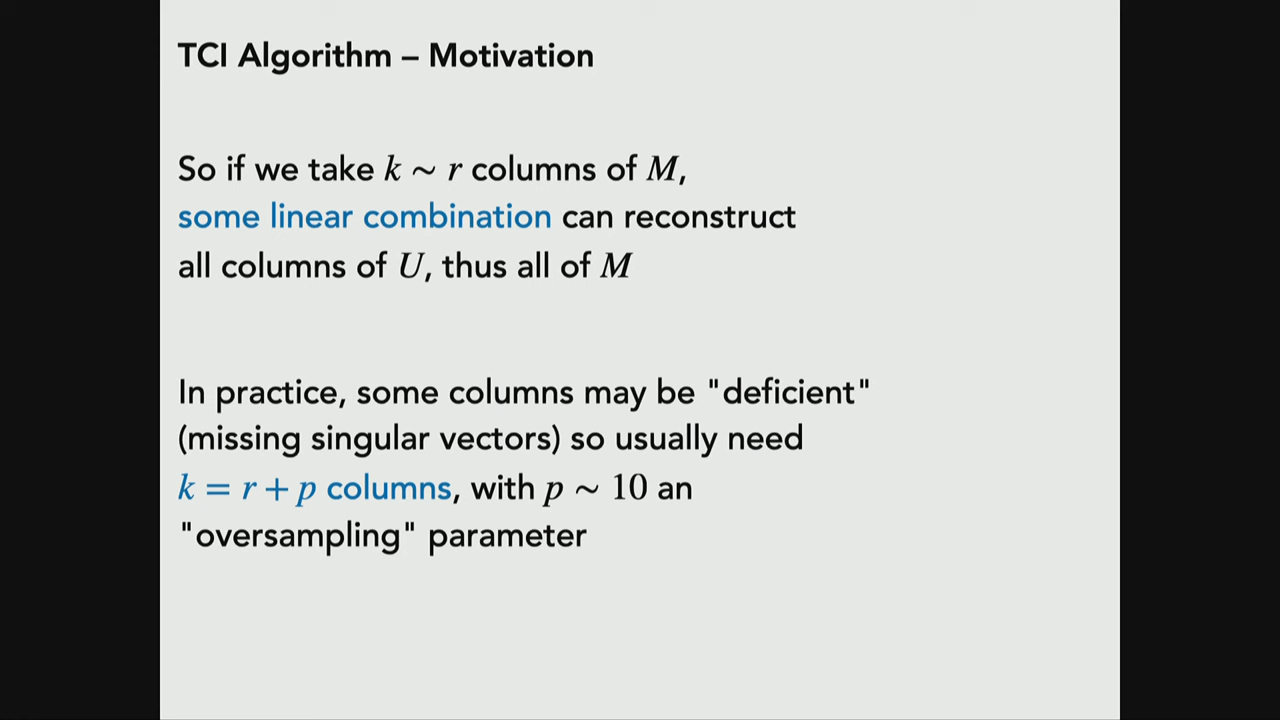 TCI Algorithm – Motivation
So if we take k ~ r columns of M,
some linear combination can reconstruct
all columns of U, thus all of M
In practice, some columns may be "deficient"
(missing singular vectors) so usually need
k = r + p columns, with p ~ 10 an
"oversampling" parameter